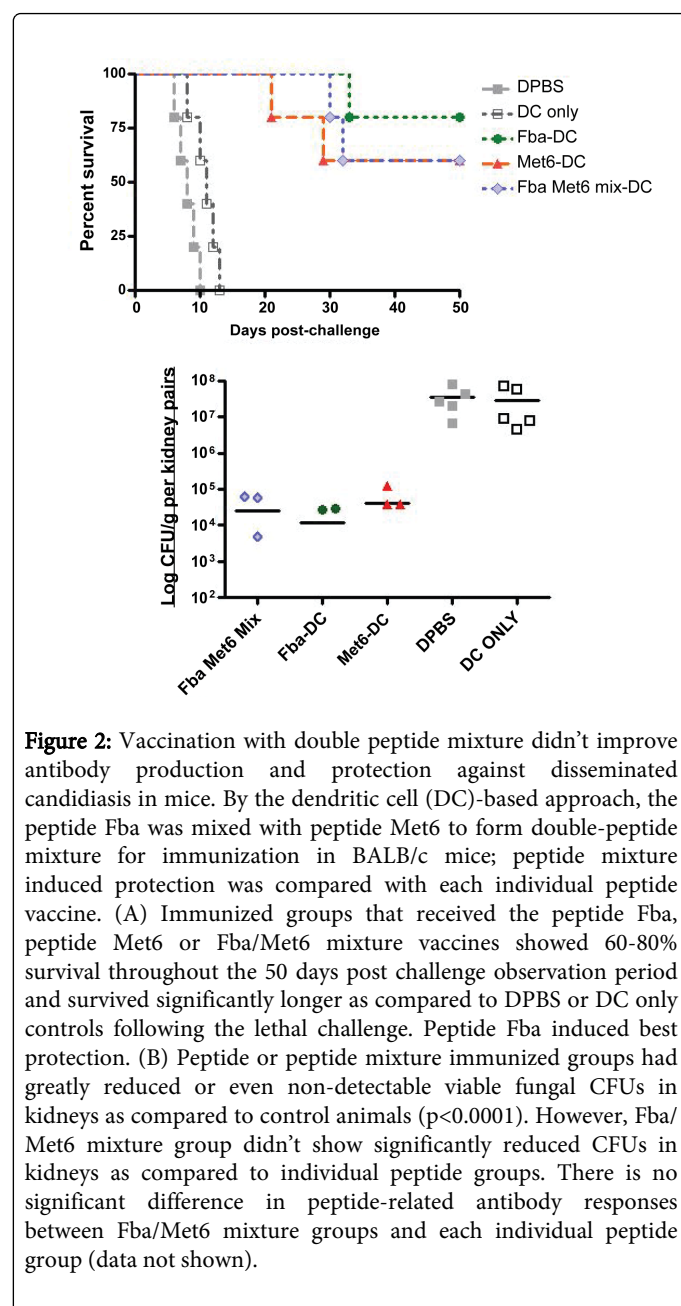 100
75
50
25
0
Percent survival
0
10
20
30
40
50
Days post-challenge
DPBS
DC only
Fba-DC
Met6-DC
Fba Met6 mix-DC
Log CFU/g per kidney pairs
10⁸
10⁷
10⁶
10⁵
10⁴
10³
10²
Fba Met6 Mix
Fba-DC
Met6-DC
DPBS
DC ONLY
Figure 2: Vaccination with double peptide mixture didn't improve
antibody production and protection against disseminated
candidiasis in mice. By the dendritic cell (DC)-based approach, the
peptide Fba was mixed with peptide Met6 to form double-peptide
mixture for immunization in BALB/c mice; peptide mixture
induced protection was compared with each individual peptide
vaccine. (A) Immunized groups that received the peptide Fba,
peptide Met6 or Fba/Met6 mixture vaccines showed 60-80%
survival throughout the 50 days post challenge observation period
and survived significantly longer as compared to DPBS or DC only
controls following the lethal challenge. Peptide Fba induced best
protection. (B) Peptide or peptide mixture immunized groups had
greatly reduced or even non-detectable viable fungal CFUs in
kidneys as compared to control animals (p<0.0001). However, Fba/
Met6 mixture group didn't show significantly reduced CFUs in
kidneys as compared to individual peptide groups. There is no
significant difference in peptide-related antibody responses
between Fba/Met6 mixture groups and each individual peptide
group (data not shown).